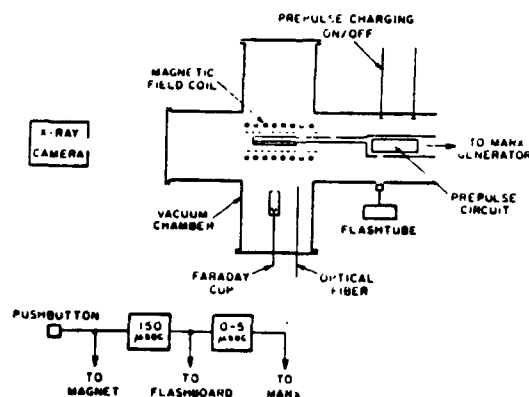 PREPULSE CHARGING
ON/OFF
MAGNETIC
FIELD COIL
X-RAY
CAMERA
TO MARX
GENERATOR
PREPULSE
CIRCUIT
VACUUM
CHAMBER
FLASHTUBE
FARADAY
CUP
OPTICAL
FIBER
PUSHBUTTON
150
µsec
0-5
µsec
TO
MAGNET
TO
FLASHBOARD
TO
MARX